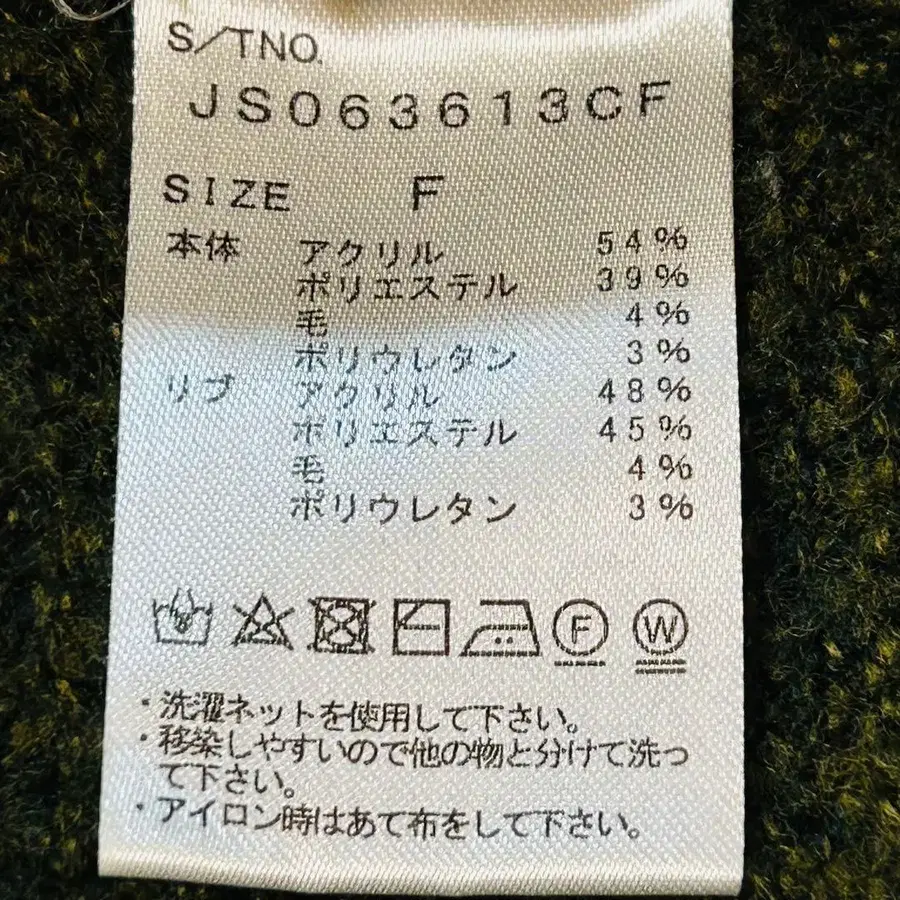 S/TNO.
JS063613CF
SIZE F
本体 アクリル 54%
ポリエステル 39%
毛 4%
ポリウレタン 3%
リブ アクリル 48%
ポリエステル 45%
毛 4%
ポリウレタン 3%
F W
・洗濯ネットを使用して下さい。
・移染しやすいので他の物と分けて洗っ
て下さい。
・アイロン時はあて布をして下さい。